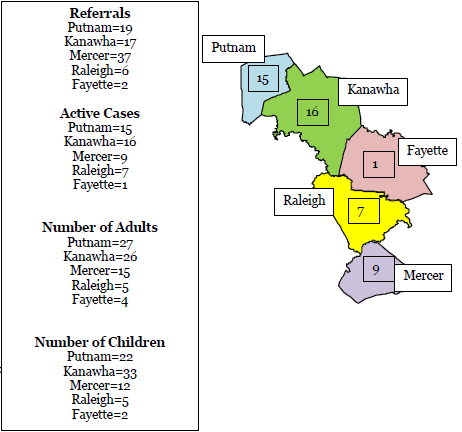 Referrals
Putnam=19
Kanawha=17
Mercer=37
Raleigh=6
Fayette=2
Active Cases
Putnam=15
Kanawha=16
Mercer=9
Raleigh=7
Fayette=1
Number of Adults
Putnam=27
Kanawha=26
Mercer=15
Raleigh=5
Fayette=4
Number of Children
Putnam=22
Kanawha=33
Mercer=12
Raleigh=5
Fayette=2
Putnam
15
Kanawha
16
Fayette
1
Raleigh
7
9
Mercer